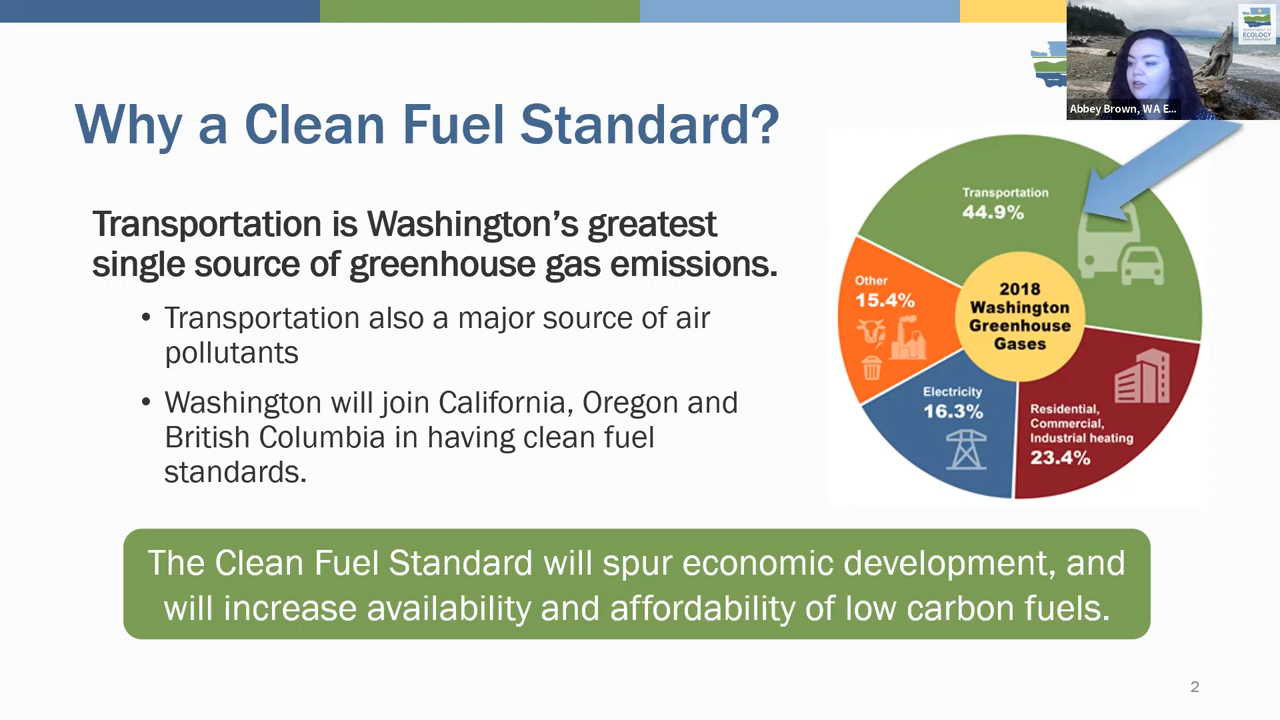 Why a Clean Fuel Standard?
Transportation is Washington’s greatest
single source of greenhouse gas emissions.
• Transportation also a major source of air
pollutants
• Washington will join California, Oregon and
British Columbia in having clean fuel
standards.
Transportation
44.9%
Other
15.4%
2018
Washington
Greenhouse
Gases
Electricity
16.3%
Residential,
Commercial,
Industrial heating
23.4%
The Clean Fuel Standard will spur economic development, and
will increase availability and affordability of low carbon fuels.
2
ECOLOGY
Abbey Brown, WA E...